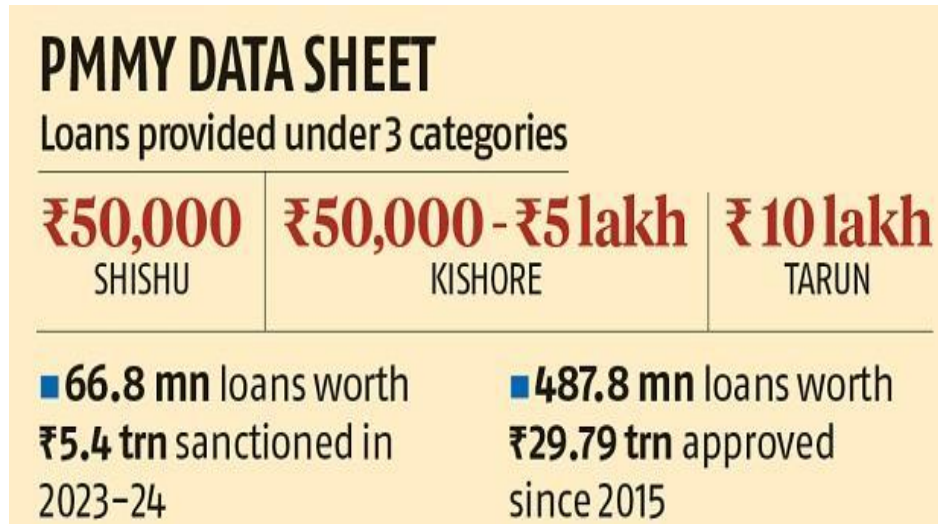 PMMY DATA SHEET
Loans provided under 3 categories
₹50,000
SHISHU
₹50,000-₹5 lakh
KISHORE
₹10 lakh
TARUN
66.8 mn loans worth
₹5.4 trn sanctioned in
2023-24
487.8 mn loans worth
₹29.79 trn approved
since 2015